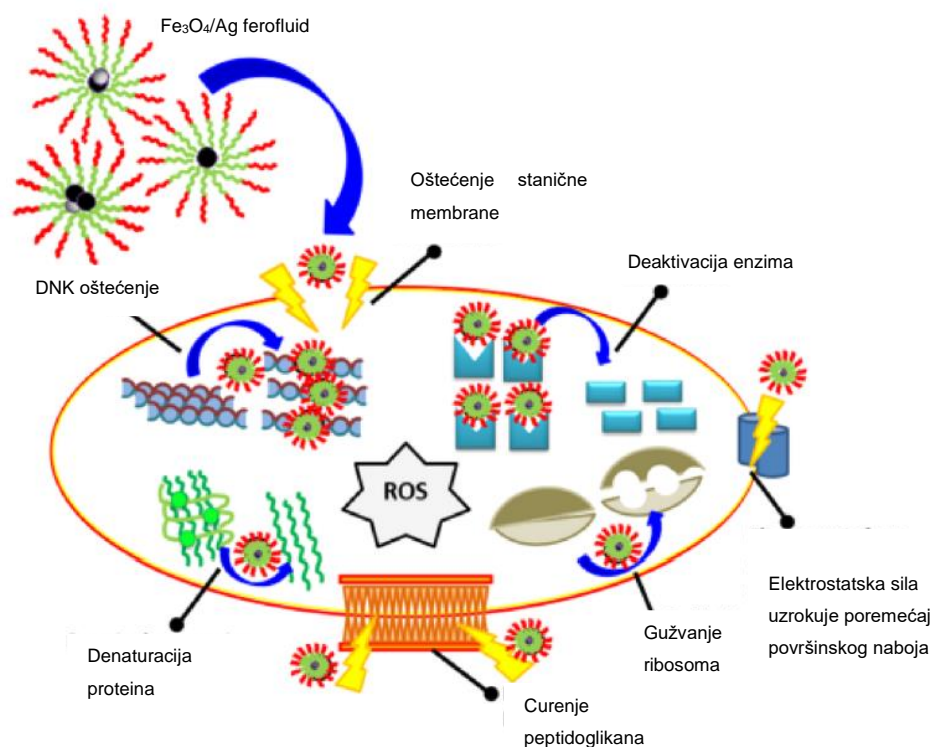 Fe₃O₄/Ag ferofluid
Oštećenje stanične
membrane
Deaktivacija enzima
DNK oštećenje
ROS
Elektrostatska sila
uzrokuje poremećaj
površinskog naboja
Gužvanje
ribosoma
Denaturacija
proteina
Curenje
peptidoglikana